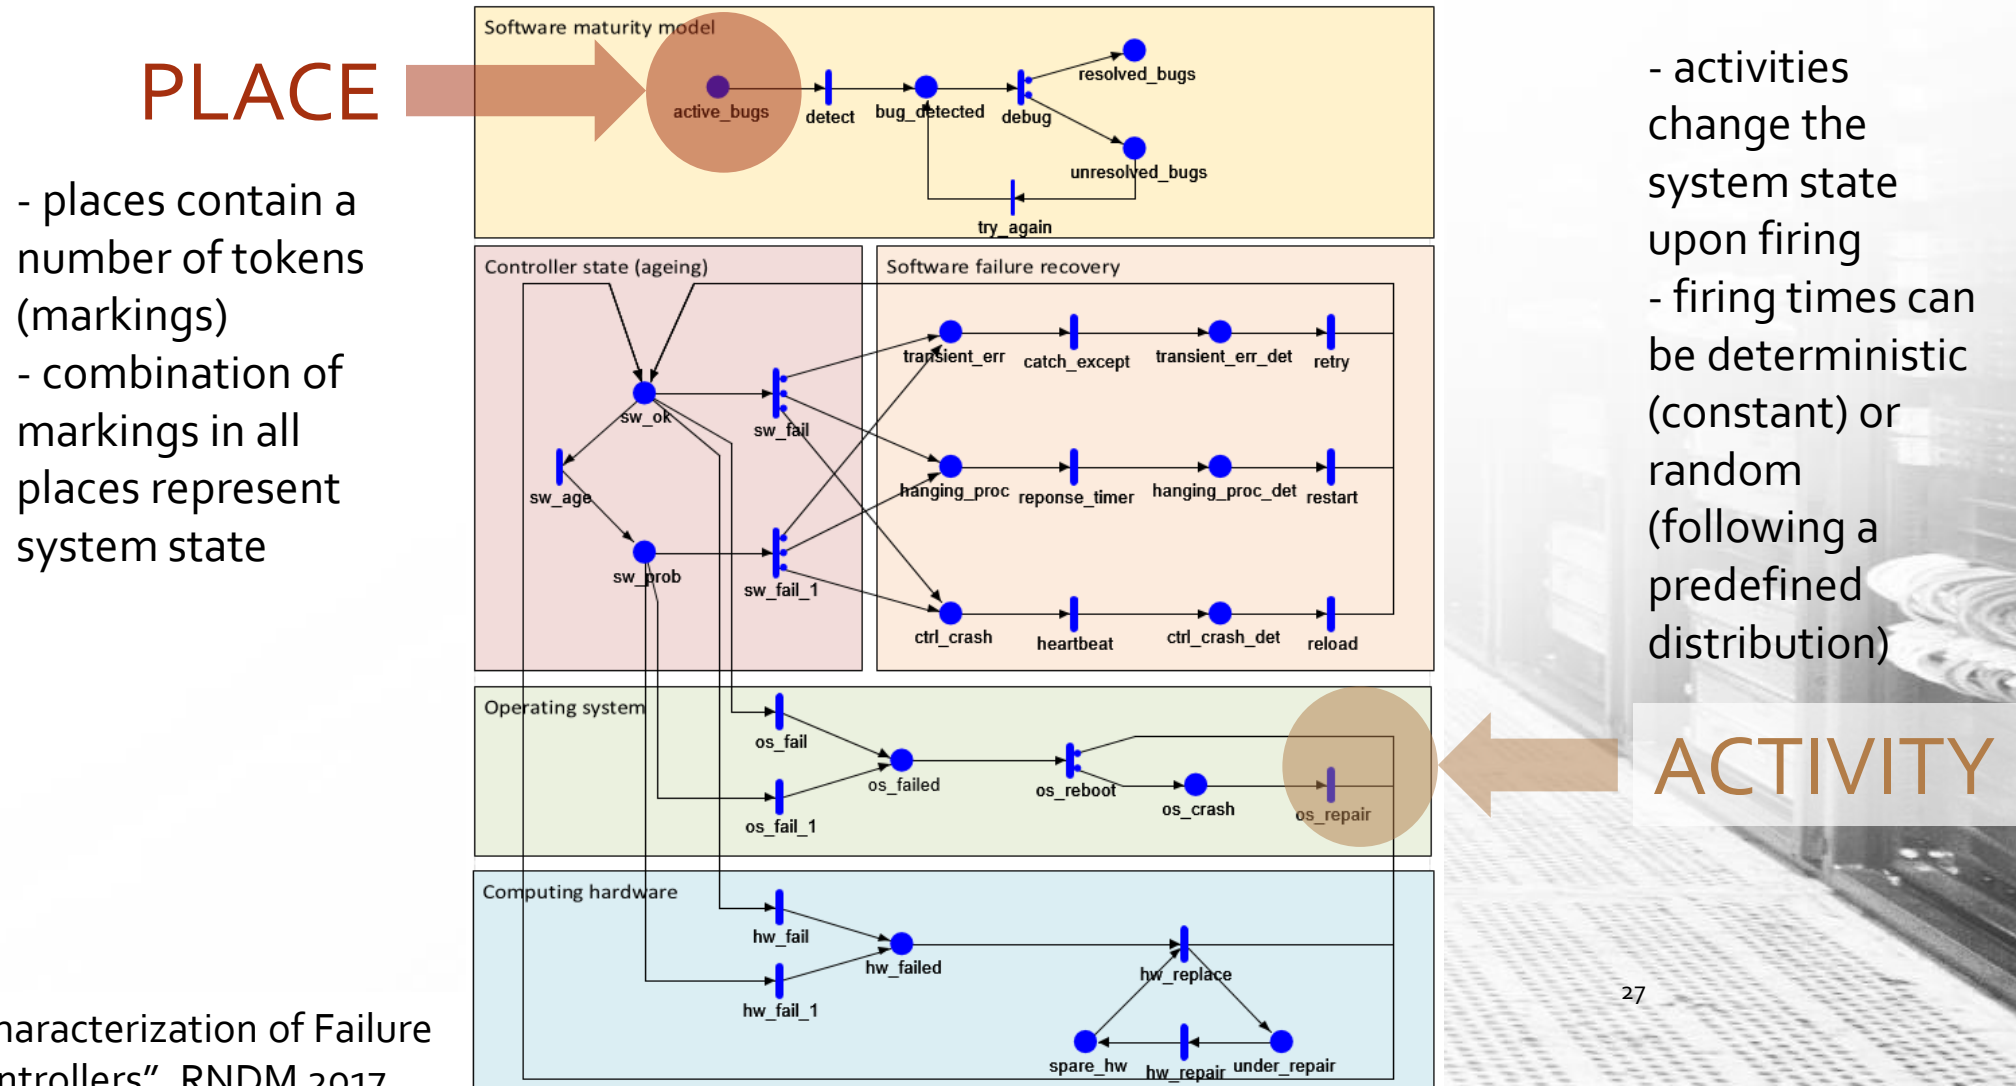 PLACE
- places contain a
number of tokens
(markings)
- combination of
markings in all
places represent
system state
Software maturity model
active_bugs
detect
bug_detected
debug
resolved_bugs
unresolved_bugs
try_again
Controller state (ageing)
sw_ok
sw_fail
sw_age
sw_prob
sw_fail_1
Software failure recovery
transient_err
catch_except
transient_err_det
retry
hanging_proc
reponse_timer
hanging_proc_det
restart
ctrl_crash
heartbeat
ctrl_crash_det
reload
Operating system
os_fail
os_failed
os_fail_1
os_reboot
os_crash
os_repair
Computing hardware
hw_fail
hw_failed
hw_fail_1
hw_replace
spare_hw
hw_repair
under_repair
- activities
change the
system state
upon firing
- firing times can
be deterministic
(constant) or
random
(following a
predefined
distribution)
ACTIVITY
27
haracterization of Failure
ntrollers", RNDM 2017